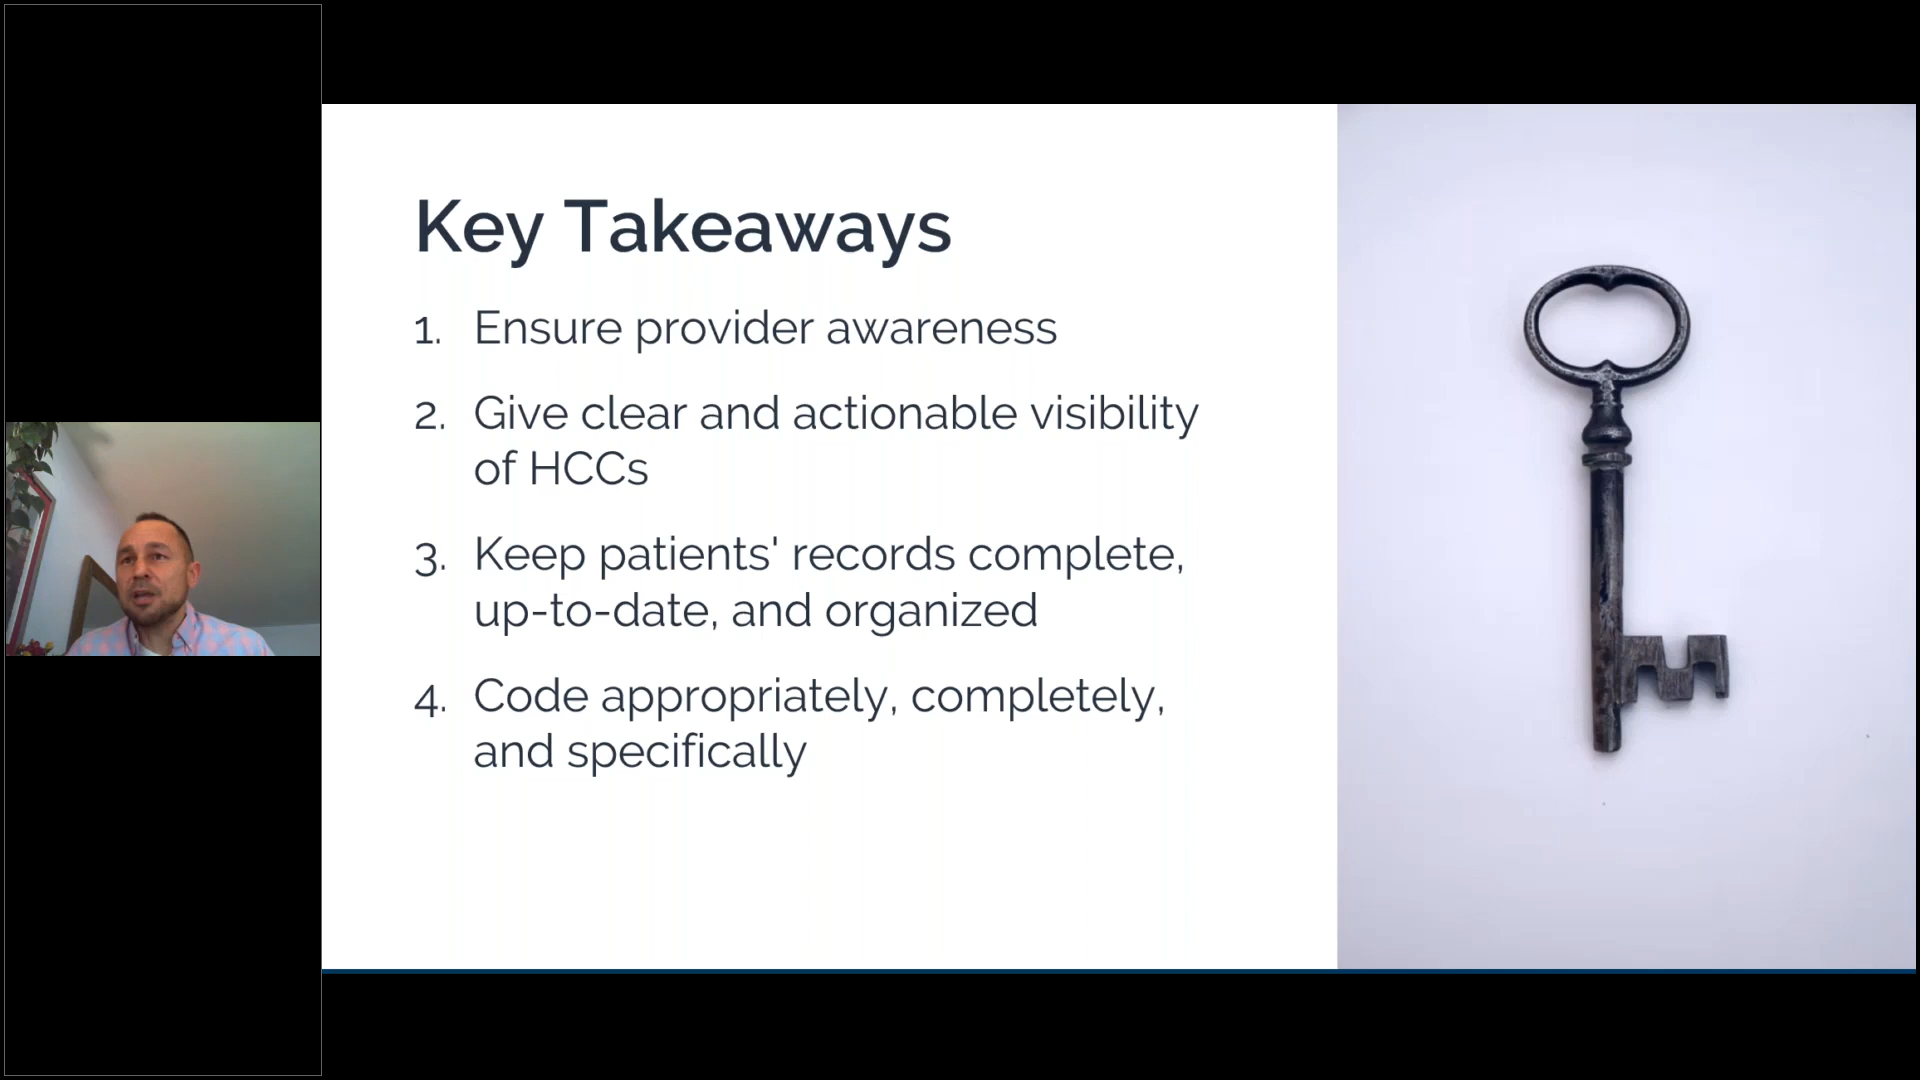 Key Takeaways
1. Ensure provider awareness
2. Give clear and actionable visibility
of HCCs
3. Keep patients' records complete,
up-to-date, and organized
4. Code appropriately, completely,
and specifically